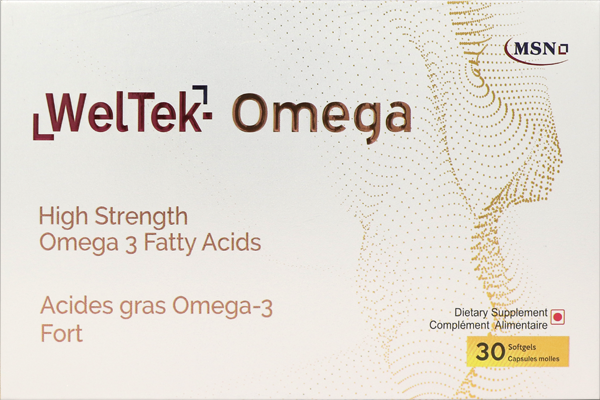 MSN
WelTek- Omega
High Strength
Omega 3 Fatty Acids
Acides gras Omega-3
Fort
Dietary Supplement
Complément Alimentaire
30 Softgels
Capsules molles